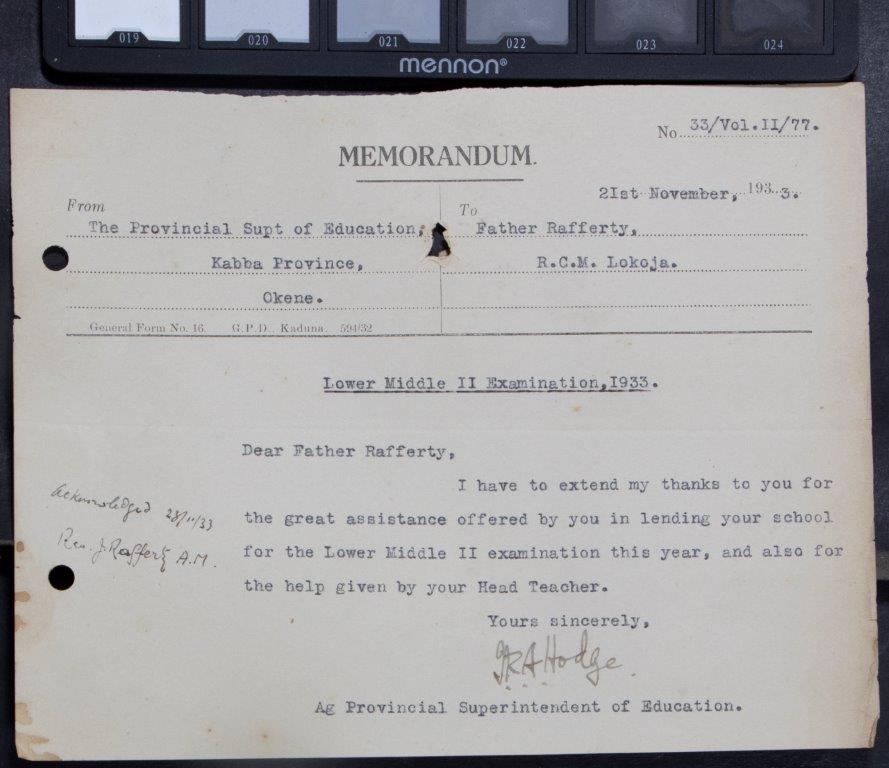 019 020 021 022 023 024
mennon®
No 33/Vol.II/77.
MEMORANDUM.
21st November, 1933.
From
The Provincial Supt of Education,
Kabba Province,
Okene.
To
Father Rafferty,
R.C.M. Lokoja.
General Form No. 16. G.P.D., Kaduna. 594/32
Lower Middle II Examination,1933.
Dear Father Rafferty,
I have to extend my thanks to you for
the great assistance offered by you in lending your school
for the Lower Middle II examination this year, and also for
the help given by your Head Teacher.
Acknowledged 28/11/33
Rev. J. Rafferty A.M.
Yours sincerely,
Hodge.
Ag Provincial Superintendent of Education.